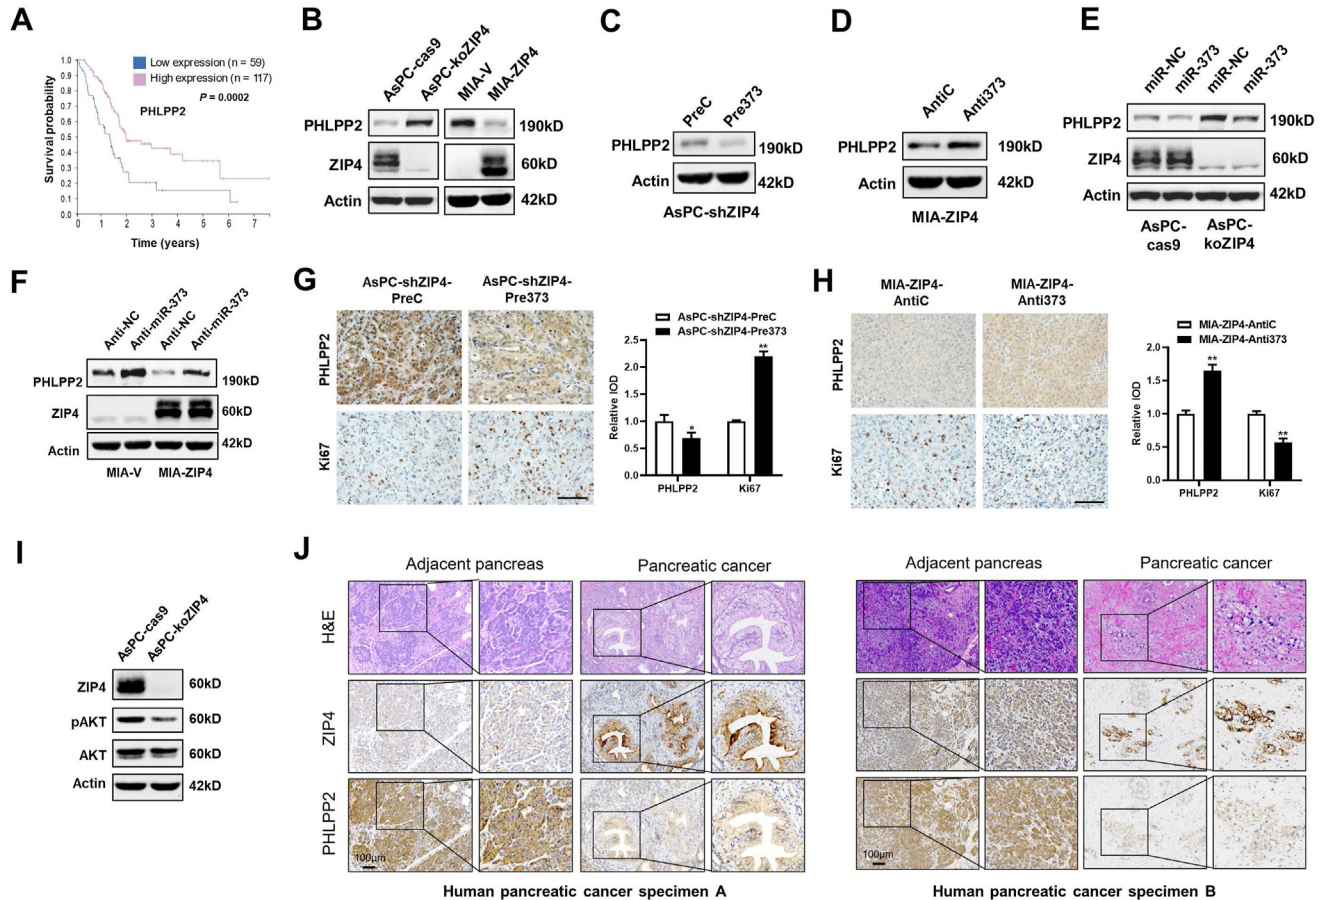 A
Survival probability
1.0
0.9
0.8
0.7
0.6
0.5
0.4
0.3
0.2
0.1
0.0
0 1 2 3 4 5 6 7
Time (years)
Low expression (n = 59)
High expression (n = 117)
P = 0.0002
PHLPP2
B
AsPC-cas9
AsPC-koZIP4
MIA-V
MIA-ZIP4
PHLPP2 190kD
ZIP4 60kD
Actin 42kD
C
PreC
Pre373
PHLPP2 190kD
Actin 42kD
AsPC-shZIP4
D
AntiC
Anti373
PHLPP2 190kD
Actin 42kD
MIA-ZIP4
E
miR-NC
miR-373
miR-NC
miR-373
PHLPP2 190kD
ZIP4 60kD
Actin 42kD
AsPC- AsPC-
cas9 koZIP4
F
Anti-NC
Anti-miR-373
Anti-NC
Anti-miR-373
PHLPP2 190kD
ZIP4 60kD
Actin 42kD
MIA-V MIA-ZIP4
G
AsPC-shZIP4-
PreC
AsPC-shZIP4-
Pre373
PHLPP2
Ki67
AsPC-shZIP4-PreC
AsPC-shZIP4-Pre373
Relative IOD
2.5
2.0
1.5
1.0
0.5
0.0
*
**
PHLPP2 Ki67
H
MIA-ZIP4-
AntiC
MIA-ZIP4-
Anti373
PHLPP2
Ki67
MIA-ZIP4-AntiC
MIA-ZIP4-Anti373
Relative IOD
2.0
1.5
1.0
0.5
0.0
**
**
PHLPP2 Ki67
I
AsPC-cas9
AsPC-koZIP4
ZIP4 60kD
pAKT 60kD
AKT 60kD
Actin 42kD
J
Adjacent pancreas Pancreatic cancer
Adjacent pancreas Pancreatic cancer
H&E
ZIP4
PHLPP2
100μm
100μm
Human pancreatic cancer specimen A
Human pancreatic cancer specimen B